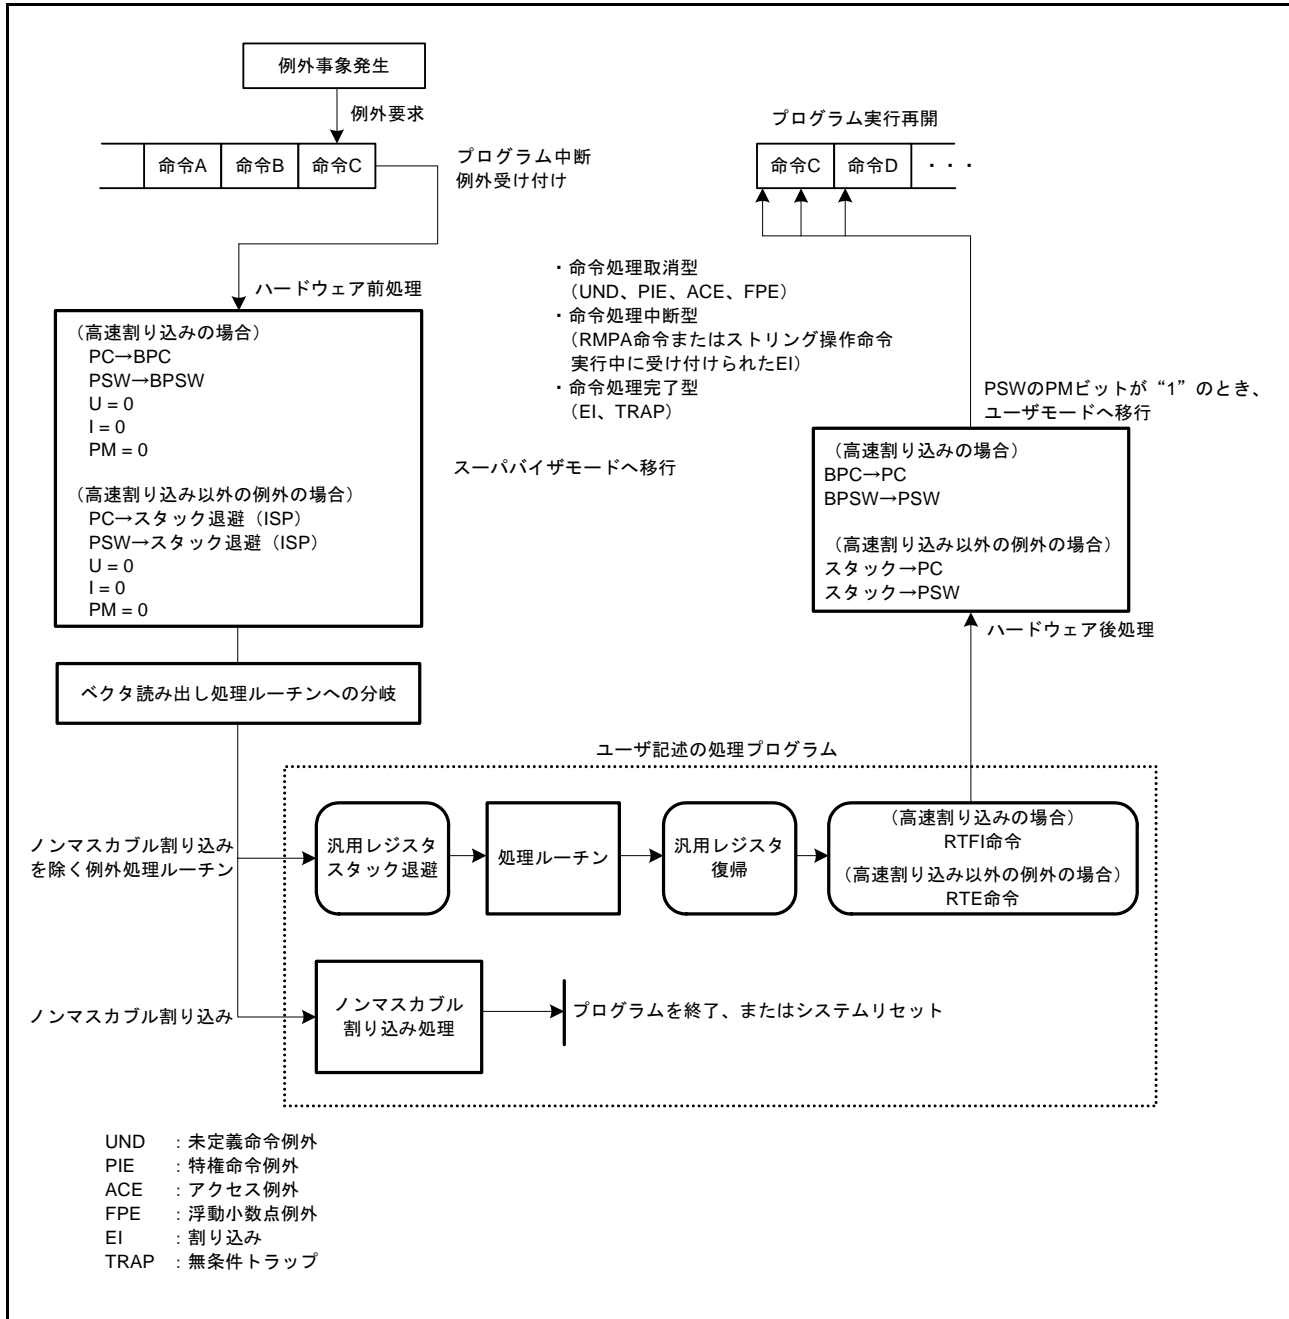 例外事象発生
例外要求
命令A 命令B 命令C
プログラム中断
例外受け付け
プログラム実行再開
命令C 命令D ・・・
ハードウェア前処理
(高速割り込みの場合)
PC→BPC
PSW→BPSW
U = 0
I = 0
PM = 0
(高速割り込み以外の例外の場合)
PC→スタック退避（ISP）
PSW→スタック退避（ISP）
U = 0
I = 0
PM = 0
スーパバイザモードへ移行
・命令処理取消型
（UND、PIE、ACE、FPE）
・命令処理中断型
（RMPA命令またはストリング操作命令
実行中に受け付けられたEI）
・命令処理完了型
（EI、TRAP）
PSWのPMビットが“1”のとき、
ユーザモードへ移行
(高速割り込みの場合)
BPC→PC
BPSW→PSW
(高速割り込み以外の例外の場合)
スタック→PC
スタック→PSW
ハードウェア後処理
ベクタ読み出し処理ルーチンへの分岐
ユーザ記述の処理プログラム
ノンマスカブル割り込み
を除く例外処理ルーチン
汎用レジスタ
スタック退避
処理ルーチン
汎用レジスタ
復帰
(高速割り込みの場合)
RTFI命令
(高速割り込み以外の例外の場合)
RTE命令
ノンマスカブル割り込み
ノンマスカブル
割り込み処理
プログラムを終了、またはシステムリセット
UND : 未定義命令例外
PIE : 特権命令例外
ACE : アクセス例外
FPE : 浮動小数点例外
EI : 割り込み
TRAP : 無条件トラップ